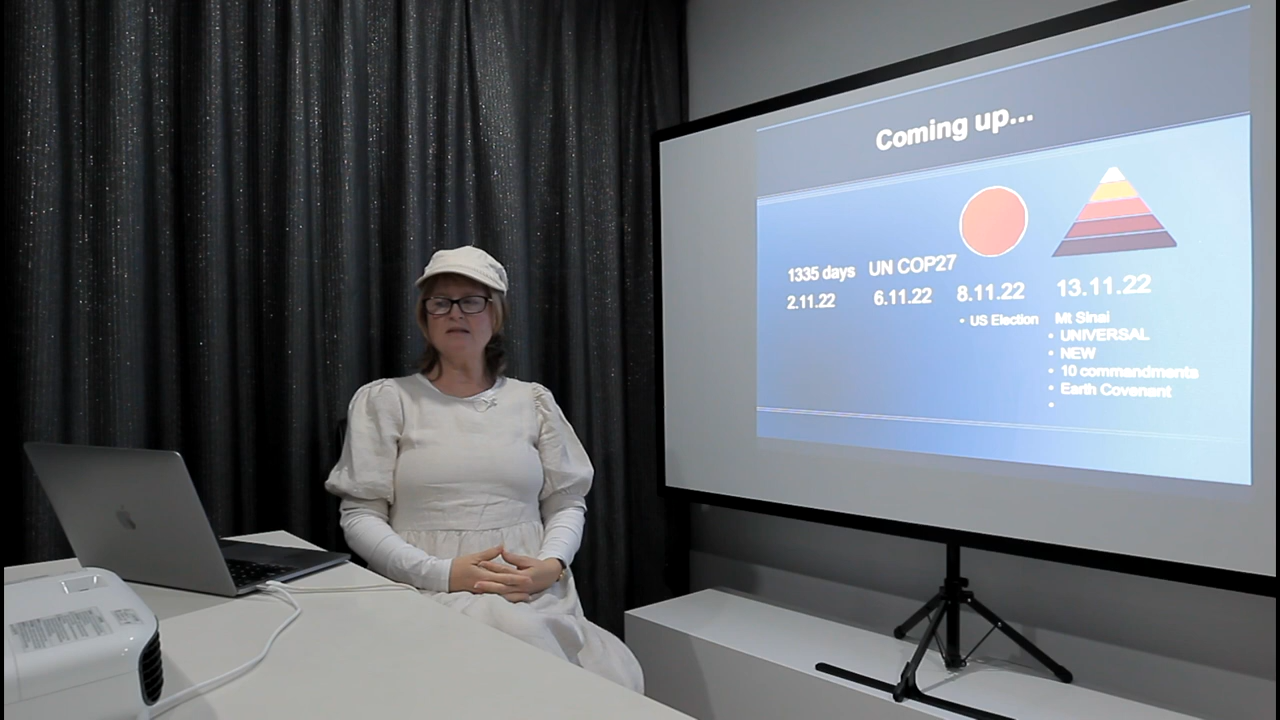 Coming up...
1335 days
2.11.22
UN COP27
6.11.22
8.11.22
• US Election
13.11.22
Mt Sinai
• UNIVERSAL
• NEW
• 10 commandments
• Earth Covenant
•